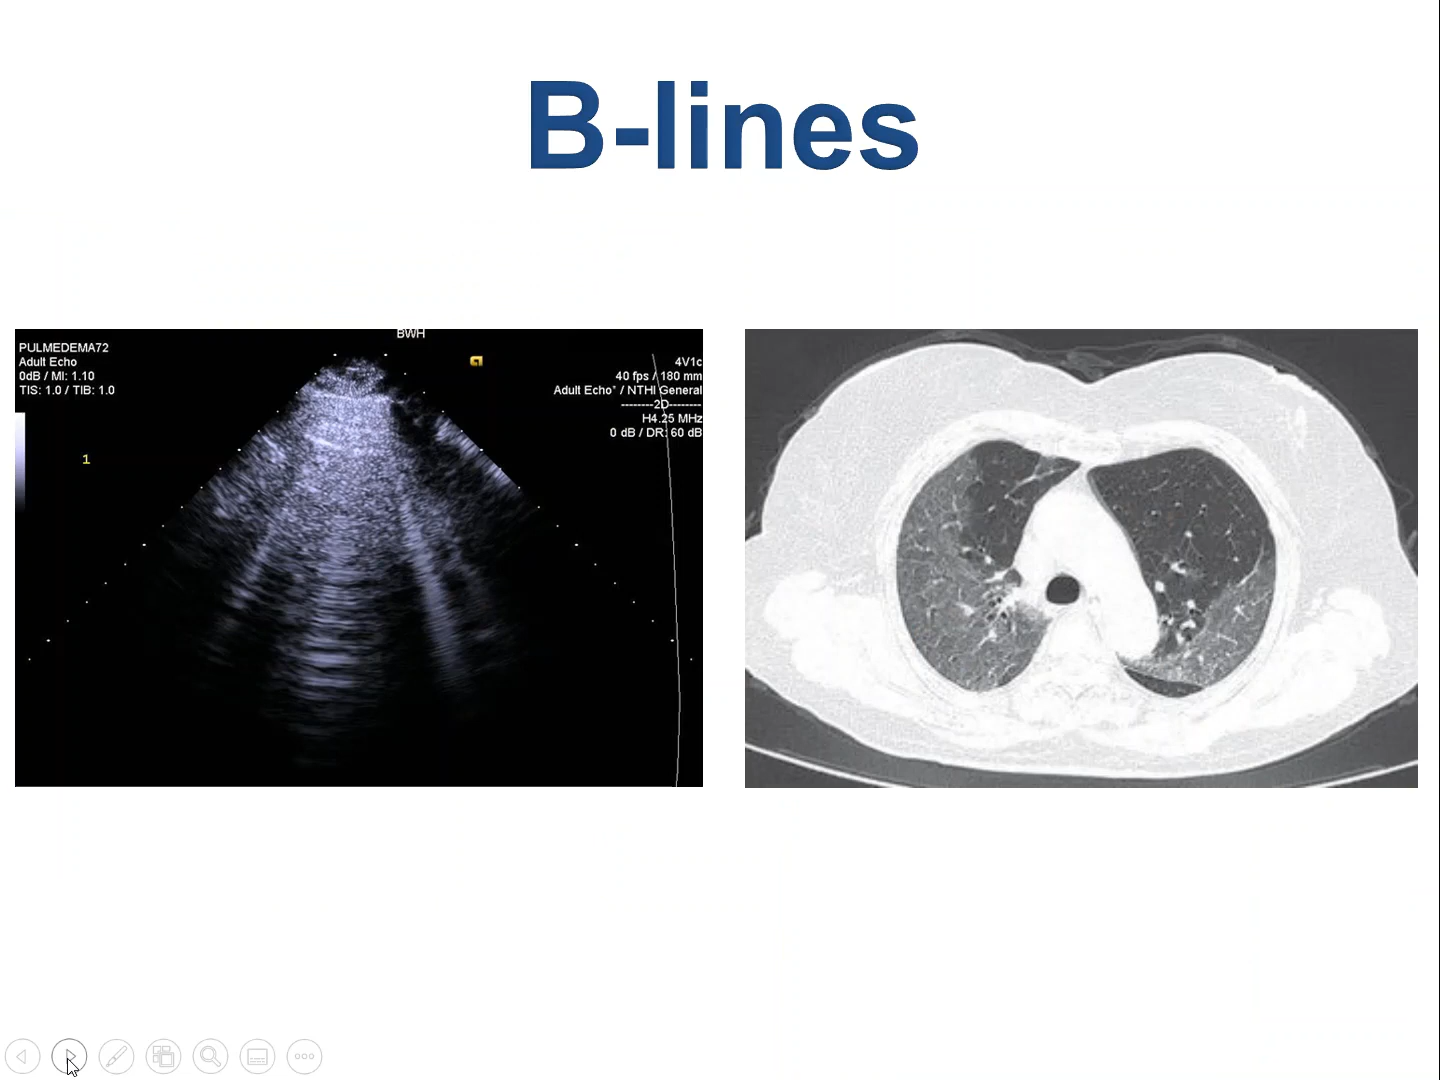 B-lines
BWH
PULMEDEMA72
Adult Echo
0dB / MI: 1.10
TIS: 1.0 / TIB: 1.0
1
4V1c
40 fps / 180 mm
Adult Echo* / NTHI General
--------2D-------
H4.25 MHz
0 dB / DR: 60 dB